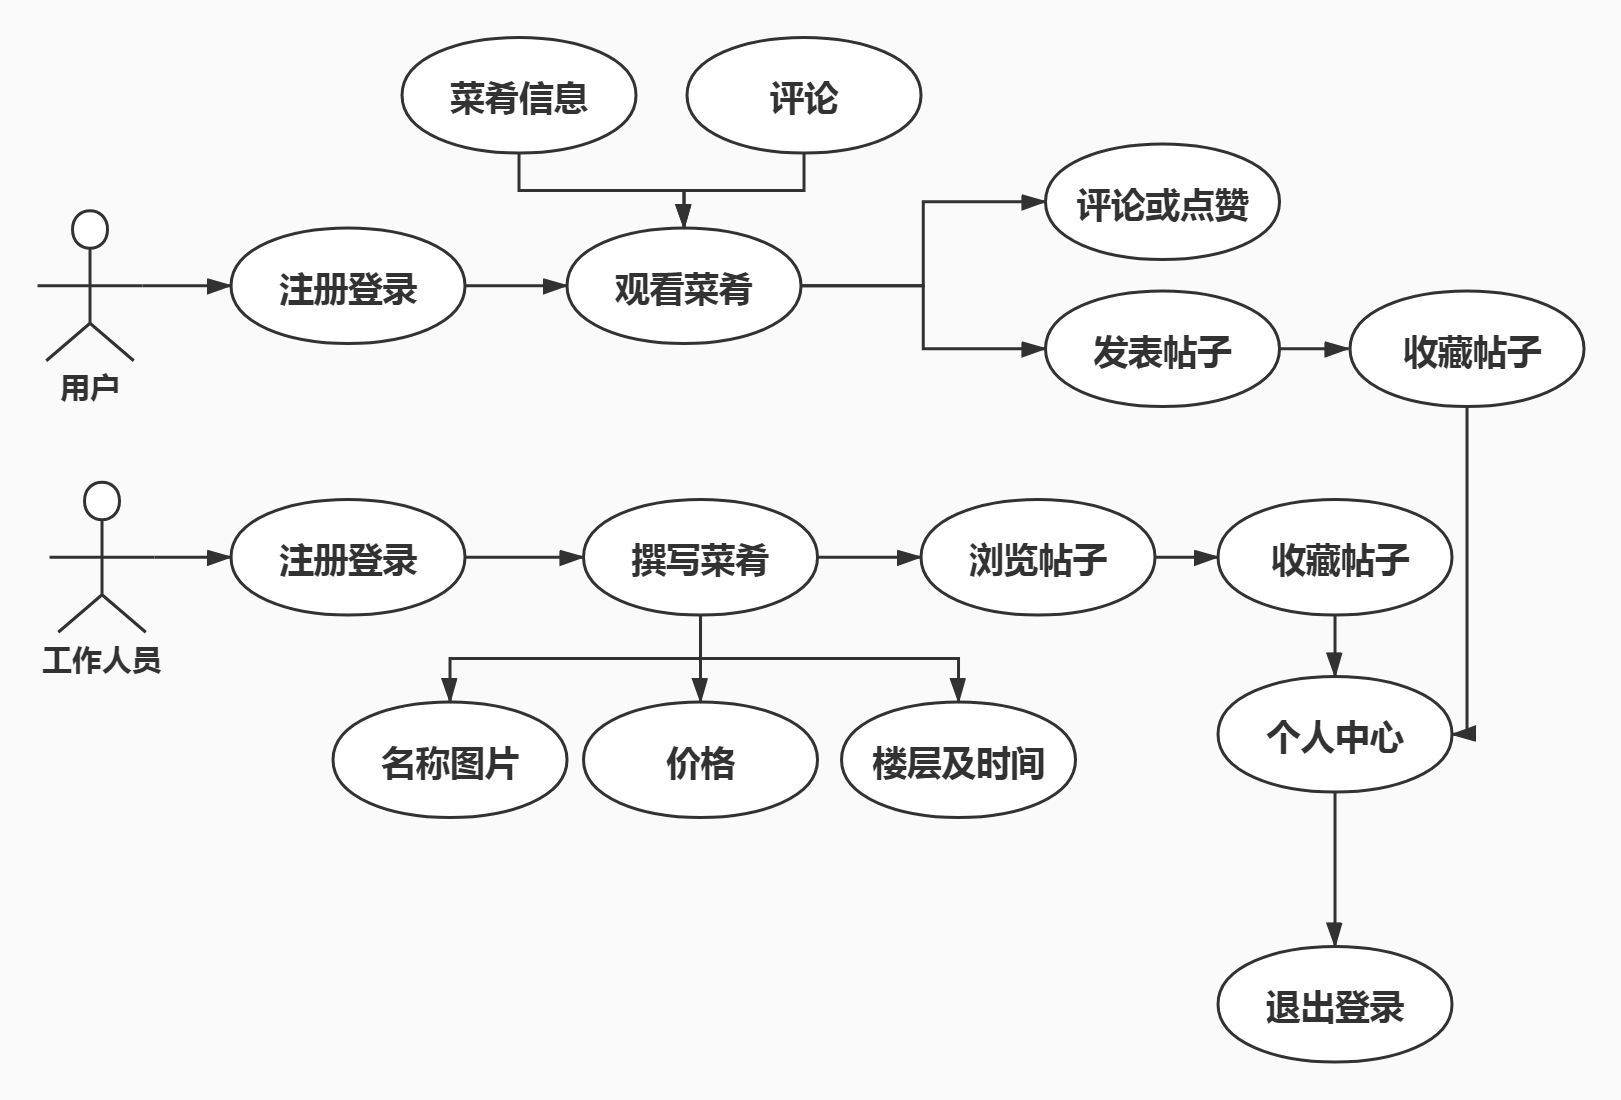 菜肴信息
评论
评论或点赞
注册登录
观看菜肴
发表帖子
收藏帖子
用户
注册登录
撰写菜肴
浏览帖子
收藏帖子
工作人员
名称图片
价格
楼层及时间
个人中心
退出登录